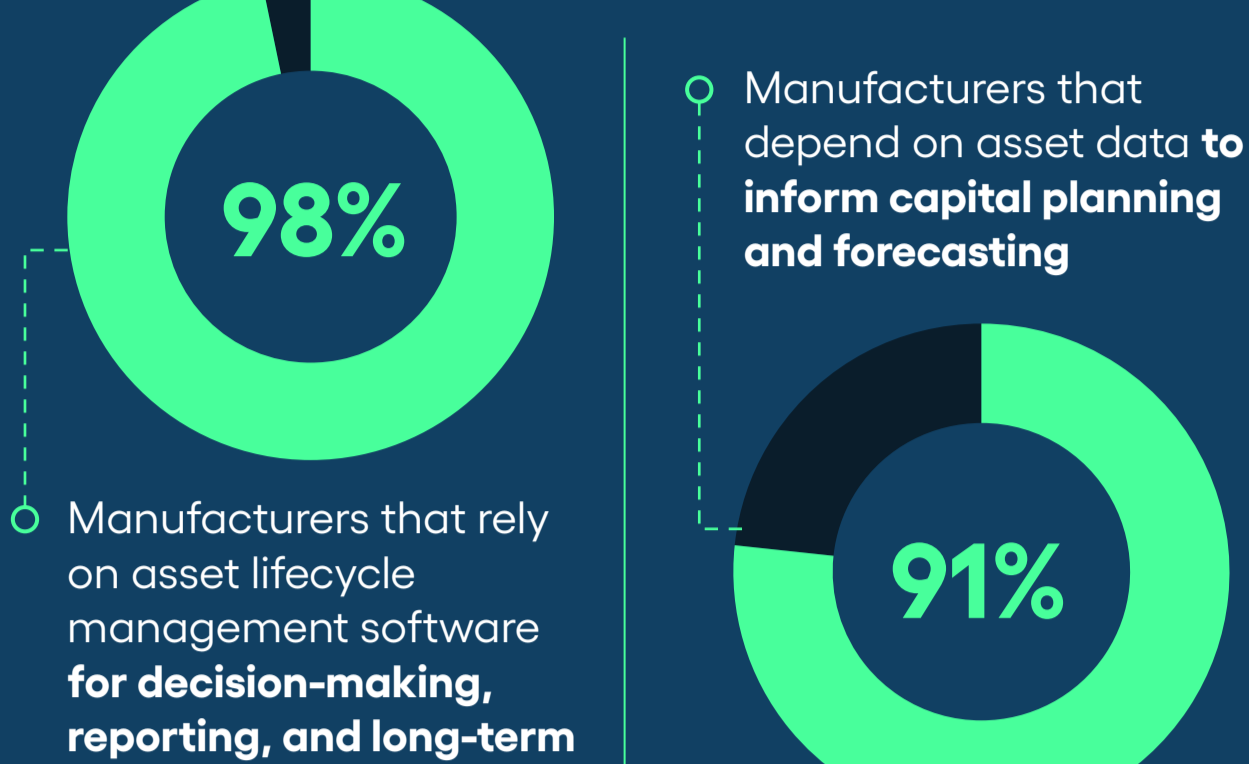 98%
Manufacturers that rely
on asset lifecycle
management software
for decision-making,
reporting, and long-term
Manufacturers that
depend on asset data to
inform capital planning
and forecasting
91%